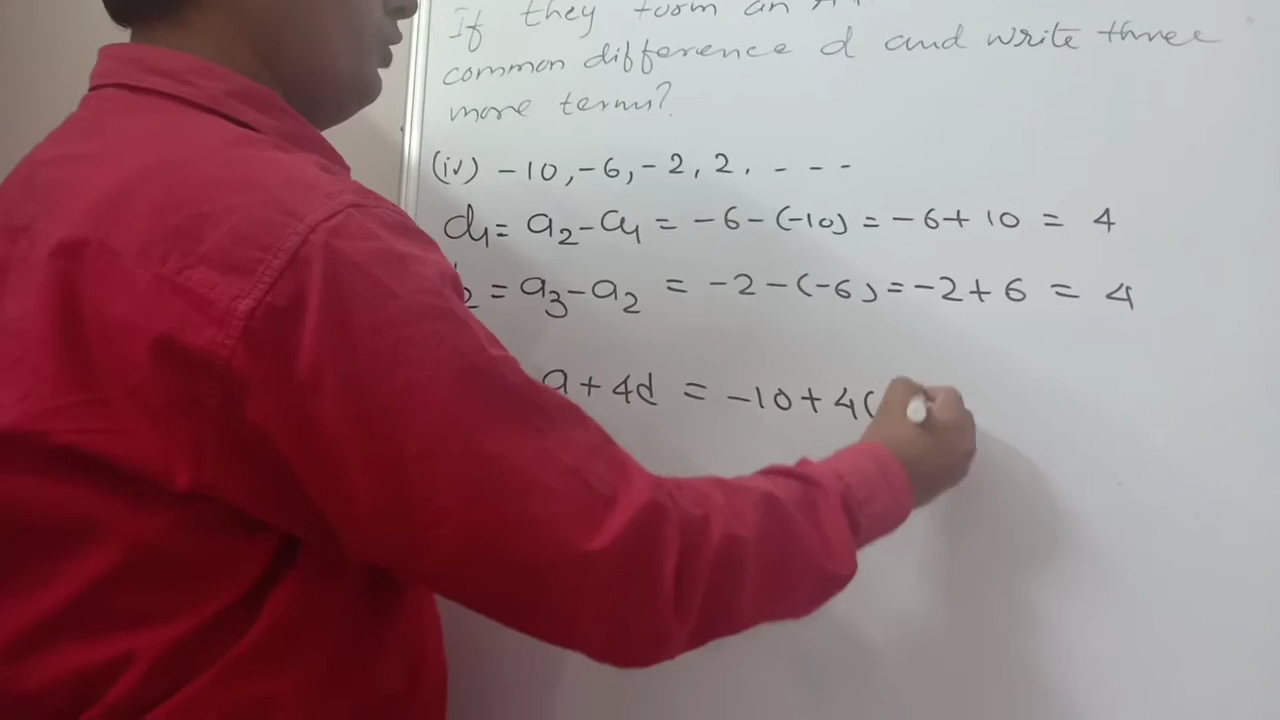 If they form an
common difference d and write three
more terms?
(iv) -10, -6, -2, 2, - - -
d₁ = a₂ - a₁ = -6 - (-10) = -6 + 10 = 4
₂ = a₃ - a₂ = -2 - (-6) = -2 + 6 = 4
a + 4d = -10 + 4(